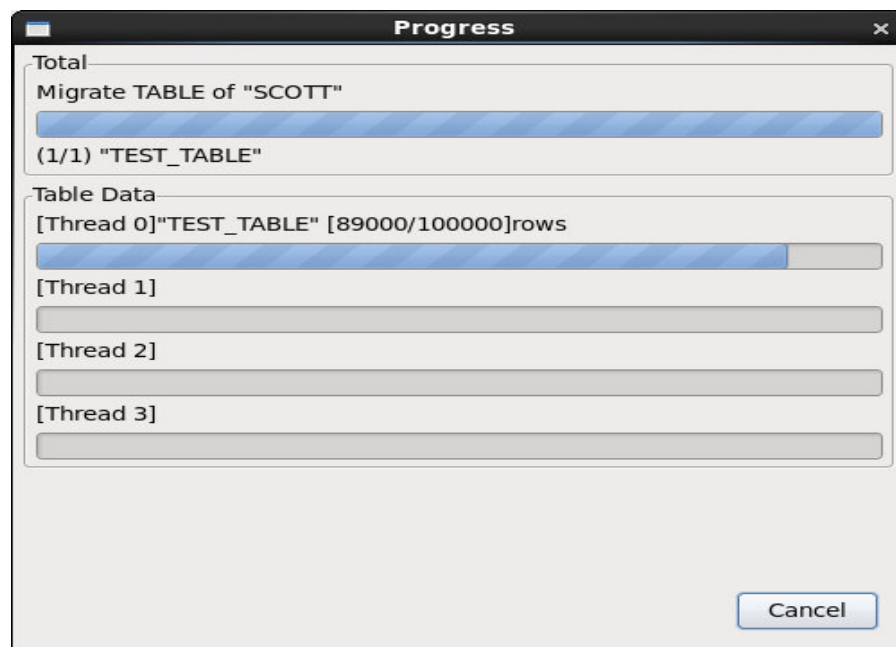 Progress
Total
Migrate TABLE of "SCOTT"
(1/1) "TEST_TABLE"
Table Data
[Thread 0]"TEST_TABLE" [89000/100000]rows
[Thread 1]
[Thread 2]
[Thread 3]
Cancel